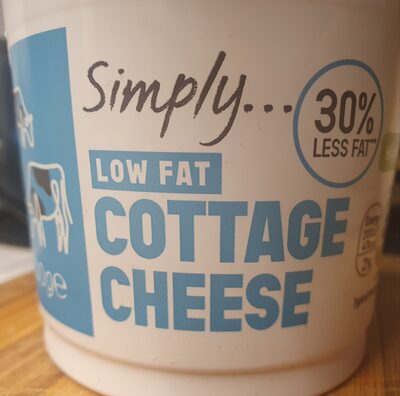 Simply...
30%
LESS FAT**
LOW FAT
COTTAGE
CHEESE